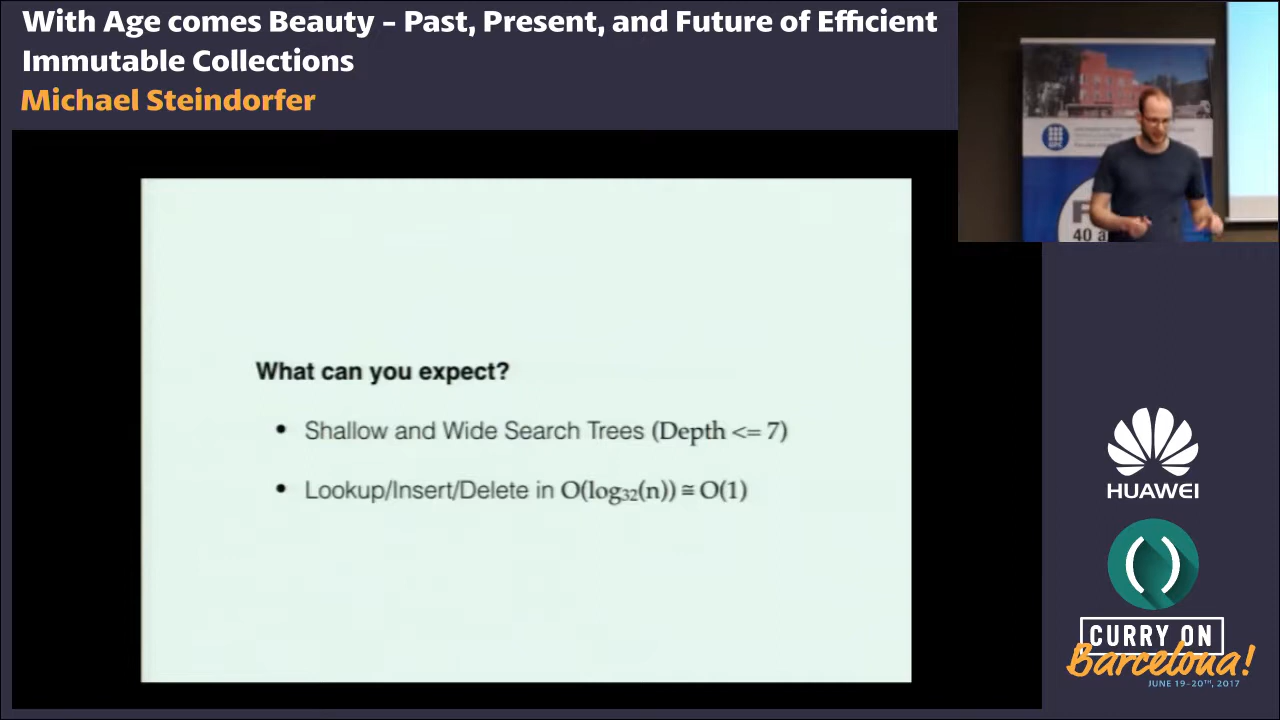 With Age comes Beauty – Past, Present, and Future of Efficient
Immutable Collections
Michael Steindorfer
40 a
What can you expect?
• Shallow and Wide Search Trees (Depth <= 7)
• Lookup/Insert/Delete in O(log₃₂(n)) ≅ O(1)
HUAWEI
( )
CURRY ON
Barcelona!
JUNE 19-20TH, 2017